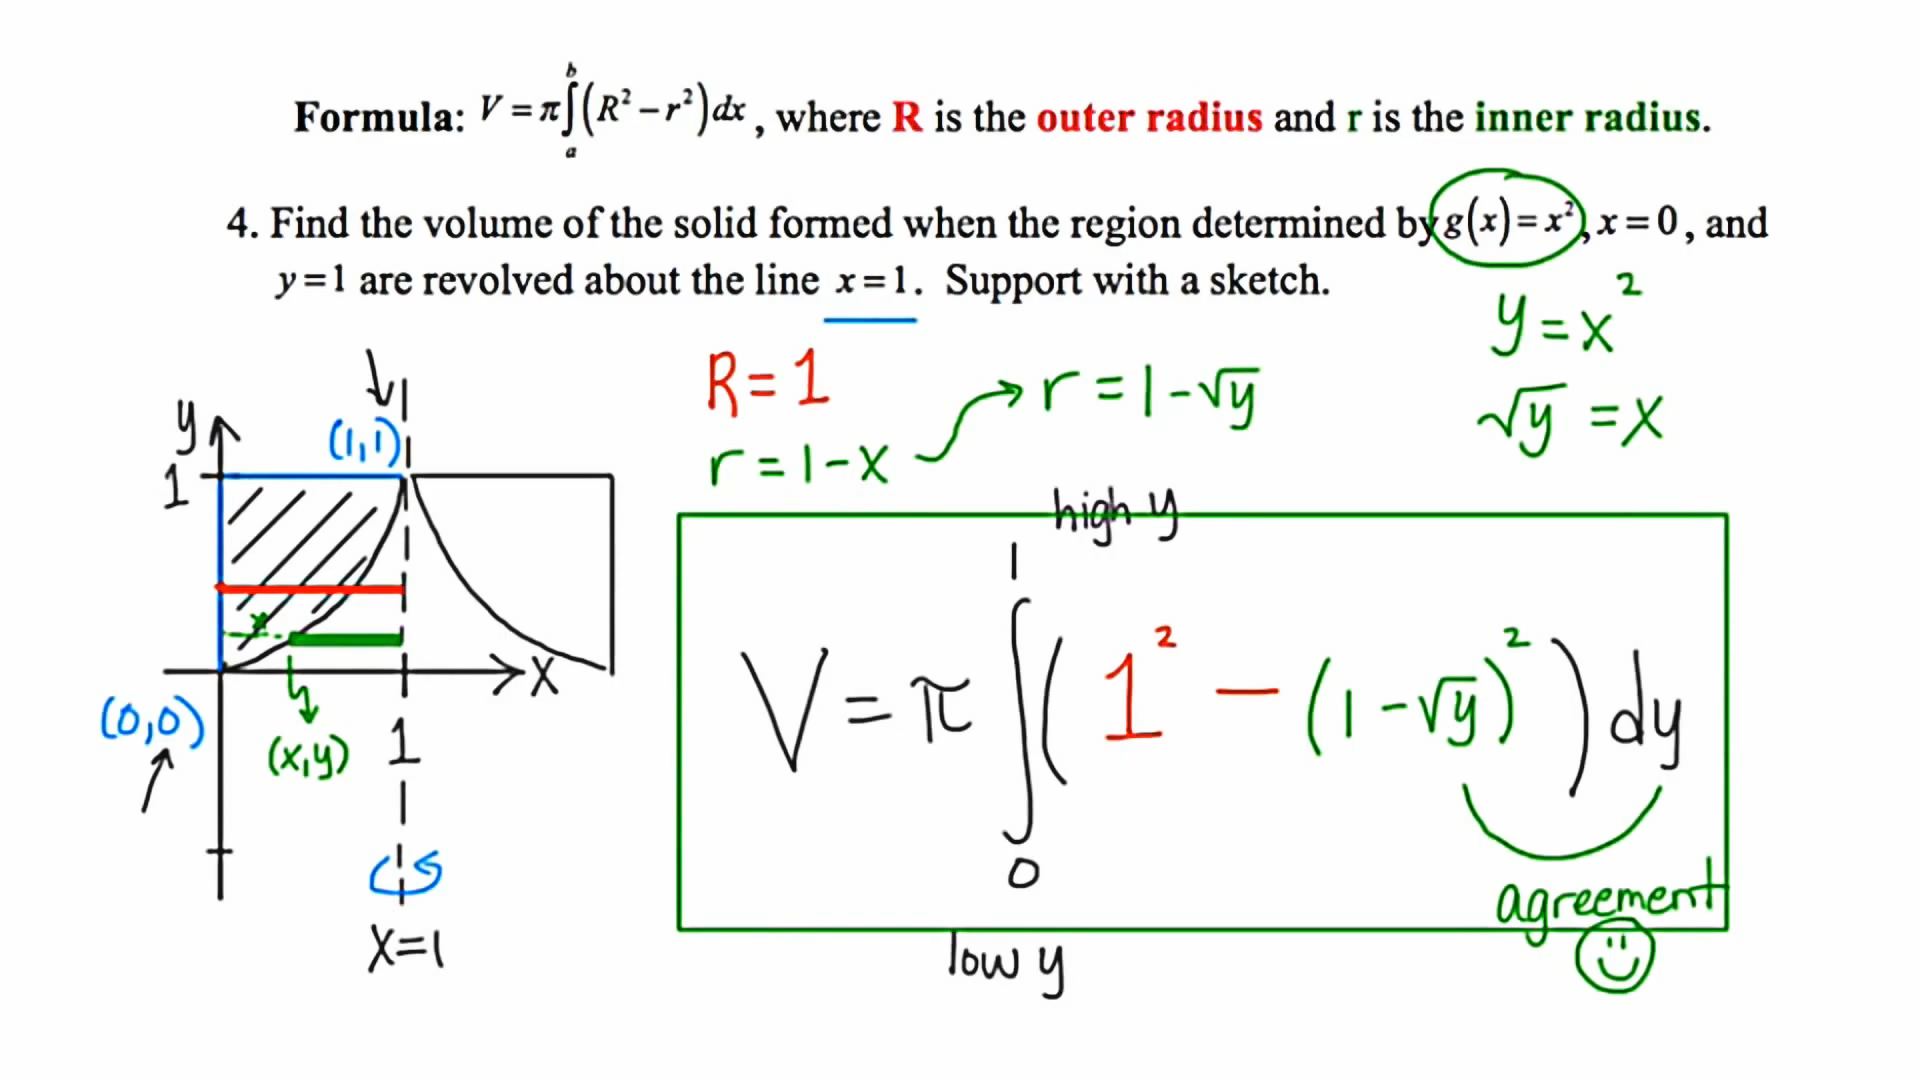 Formula: V = π∫_a^b (R² − r²)dx, where R is the outer radius and r is the inner radius.
4. Find the volume of the solid formed when the region determined by g(x) = x², x = 0, and
y = 1 are revolved about the line x = 1. Support with a sketch.
y = x²
√y = x
R = 1
r = 1 − x
r = 1 − √y
y
(1,1)
1
x
X
(0,0)
(x,y)
1
X=1
high y
1
V = π ∫ ( 1² − (1 − √y)² ) dy
0
low y
agreement